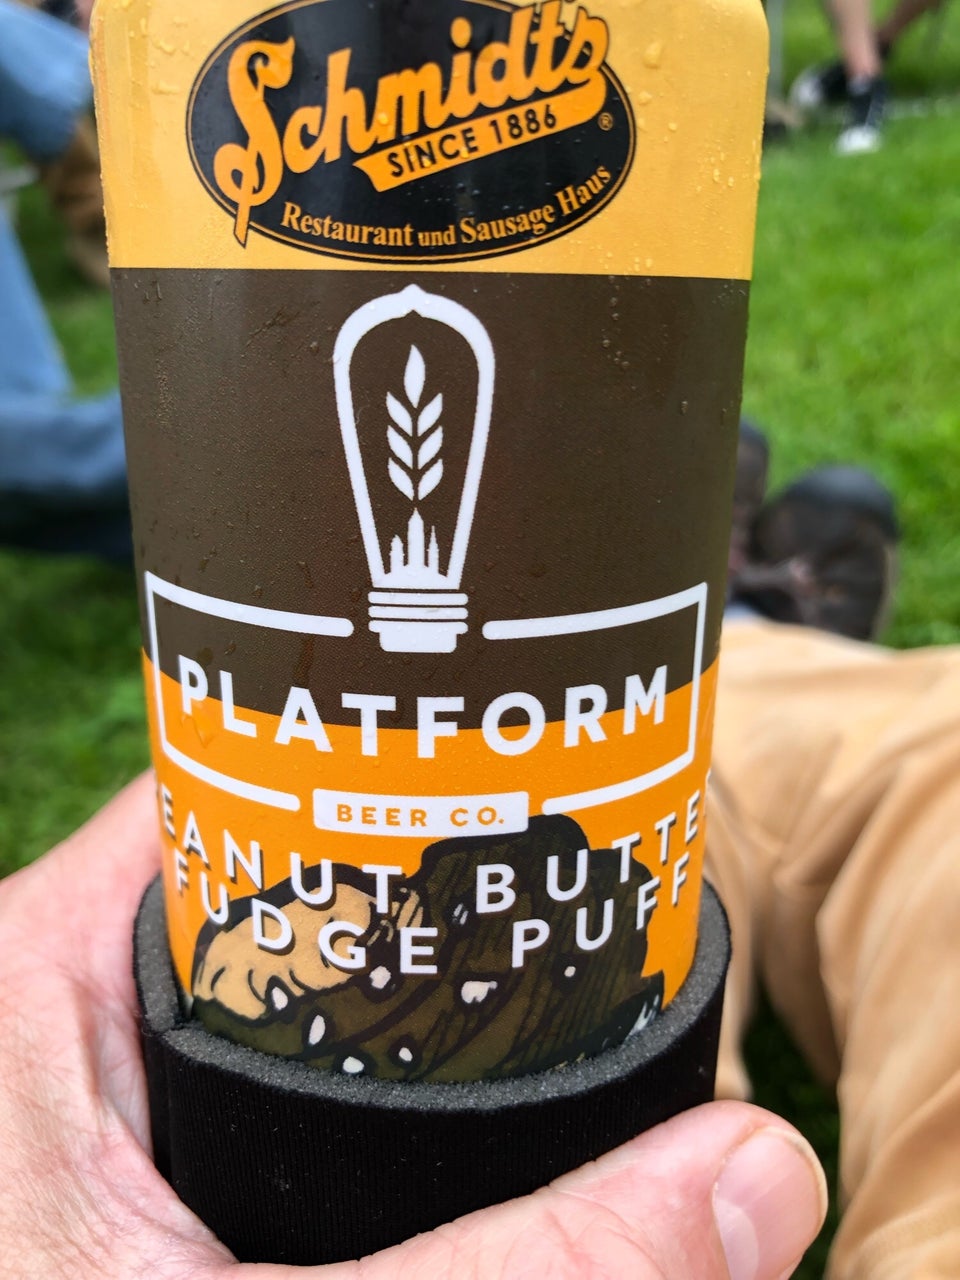 Schmidt's
SINCE 1886
®
Restaurant und Sausage Haus
PLATFORM
BEER CO.
EANUT BUTTE
FUDGE PUFF